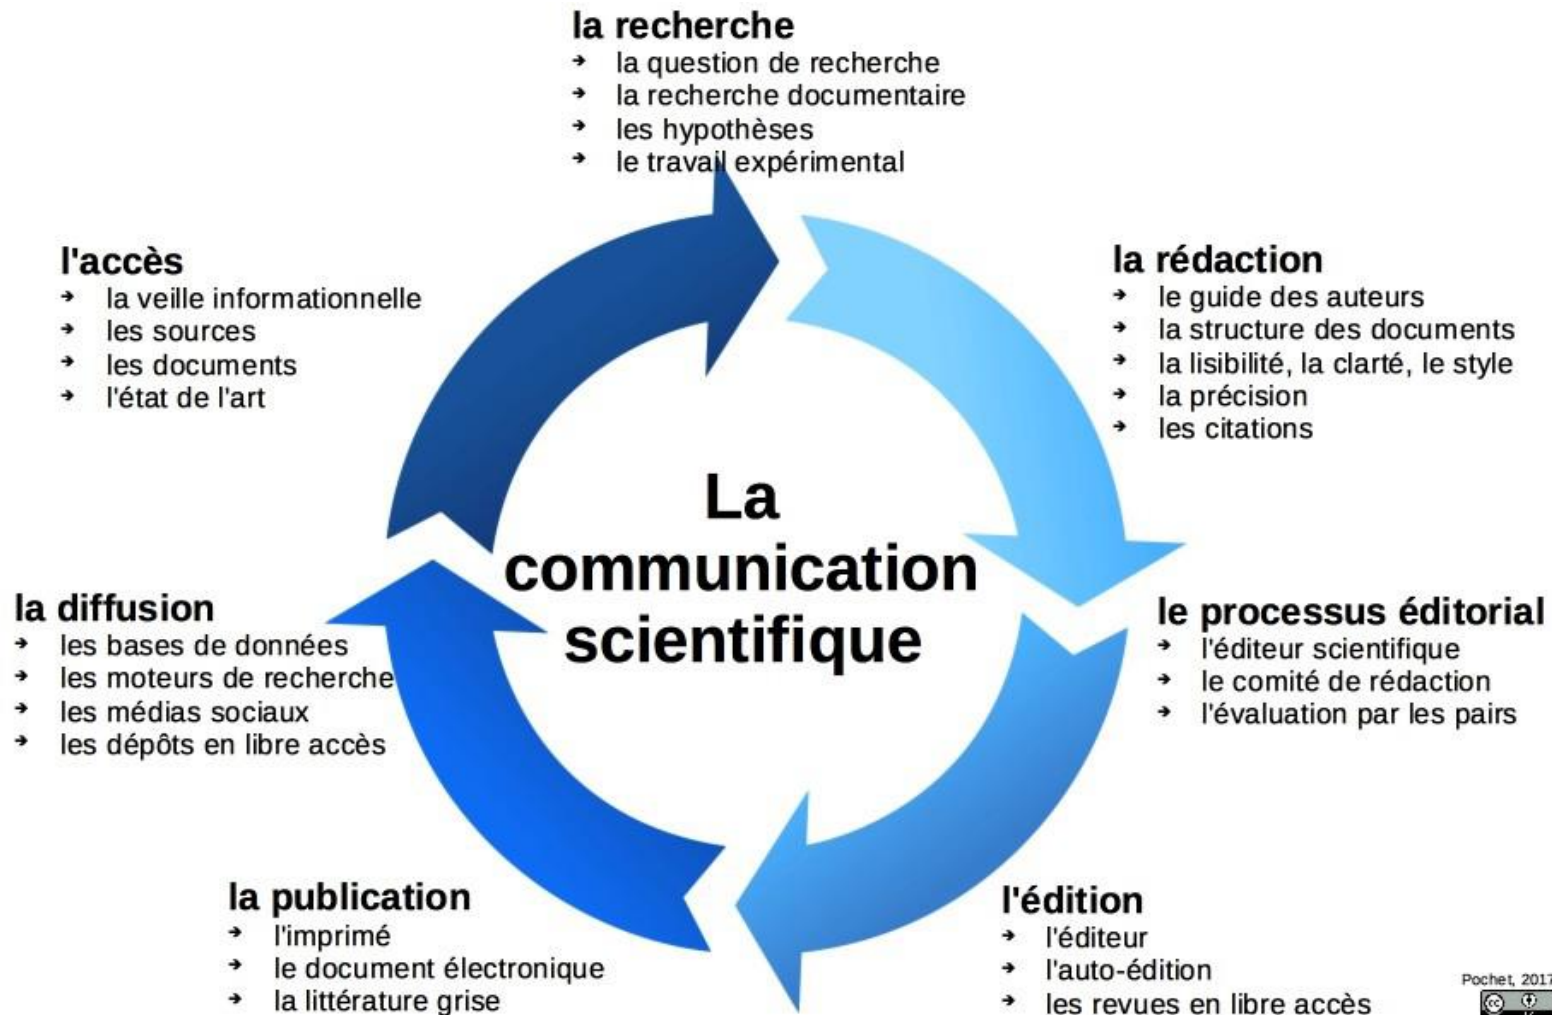 la recherche
la question de recherche
la recherche documentaire
les hypothèses
le travail expérimental
la rédaction
le guide des auteurs
la structure des documents
la lisibilité, la clarté, le style
la précision
les citations
le processus éditorial
l'éditeur scientifique
le comité de rédaction
l'évaluation par les pairs
l'édition
l'éditeur
l'auto-édition
les revues en libre accès
la publication
l'imprimé
le document électronique
la littérature grise
la diffusion
les bases de données
les moteurs de recherche
les médias sociaux
les dépôts en libre accès
l'accès
la veille informationnelle
les sources
les documents
l'état de l'art
La
communication
scientifique
Pochet, 2017
cc